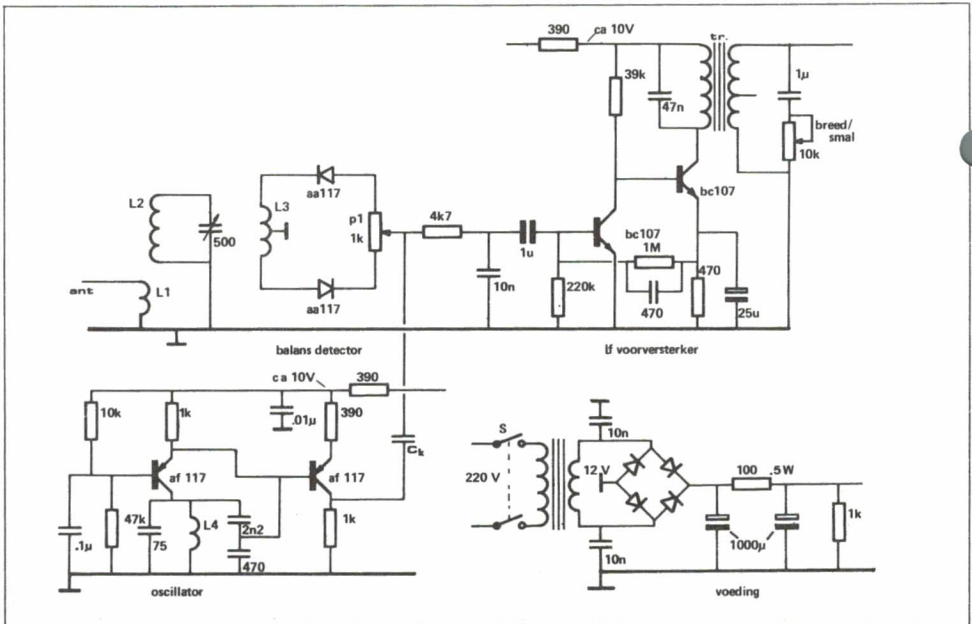 390
ca 10V
tr.
39k
47n
1µ
breed/
smal
10k
bc107
aa117
L2
L3
p1
1k
4k7
500
bc107
1M
1u
10n
220k
470
470
25u
ant
L1
aa117
balans detector
lf voorversterker
ca 10V
390
10k
1k
.01µ
390
Ck
S
10n
af 117
af 117
220 V
12 V
100 .5W
47k
L4
2n2
1k
1k
.1µ
75
470
1000µ
10n
oscillator
voeding